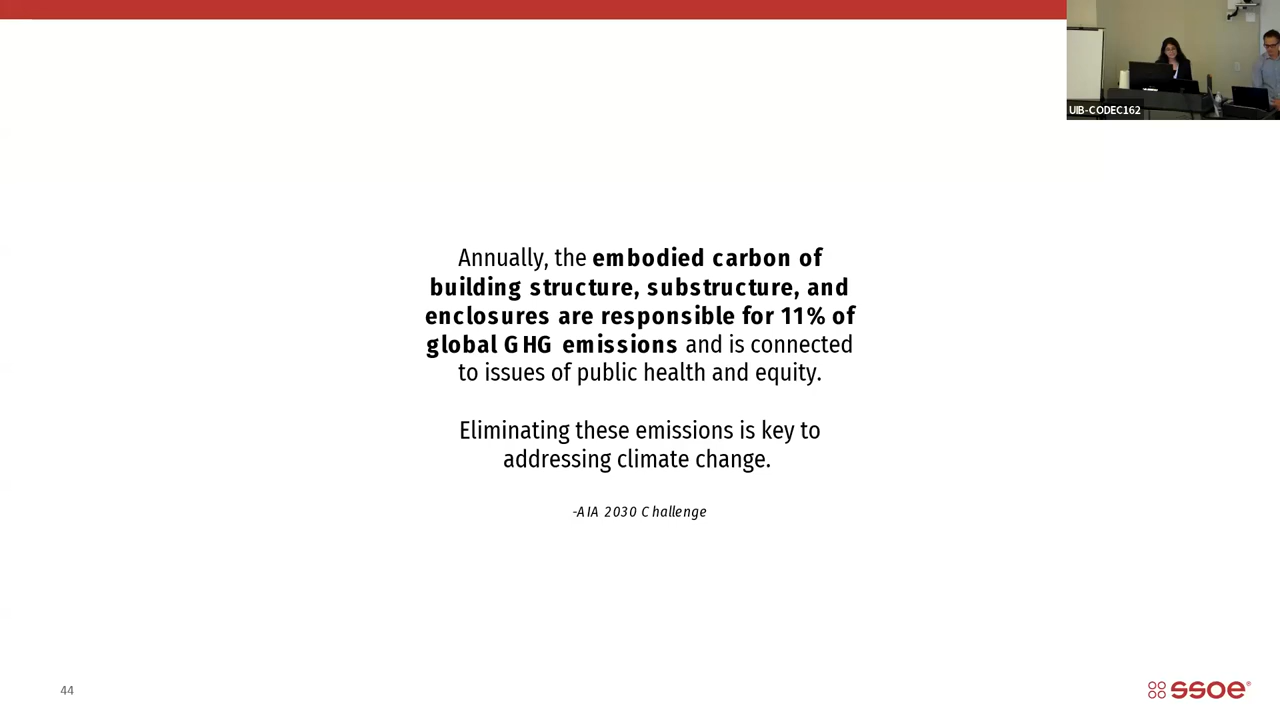 UIB-CODEC162
Annually, the embodied carbon of
building structure, substructure, and
enclosures are responsible for 11% of
global GHG emissions and is connected
to issues of public health and equity.
Eliminating these emissions is key to
addressing climate change.
-AIA 2030 Challenge
44
ssoe®